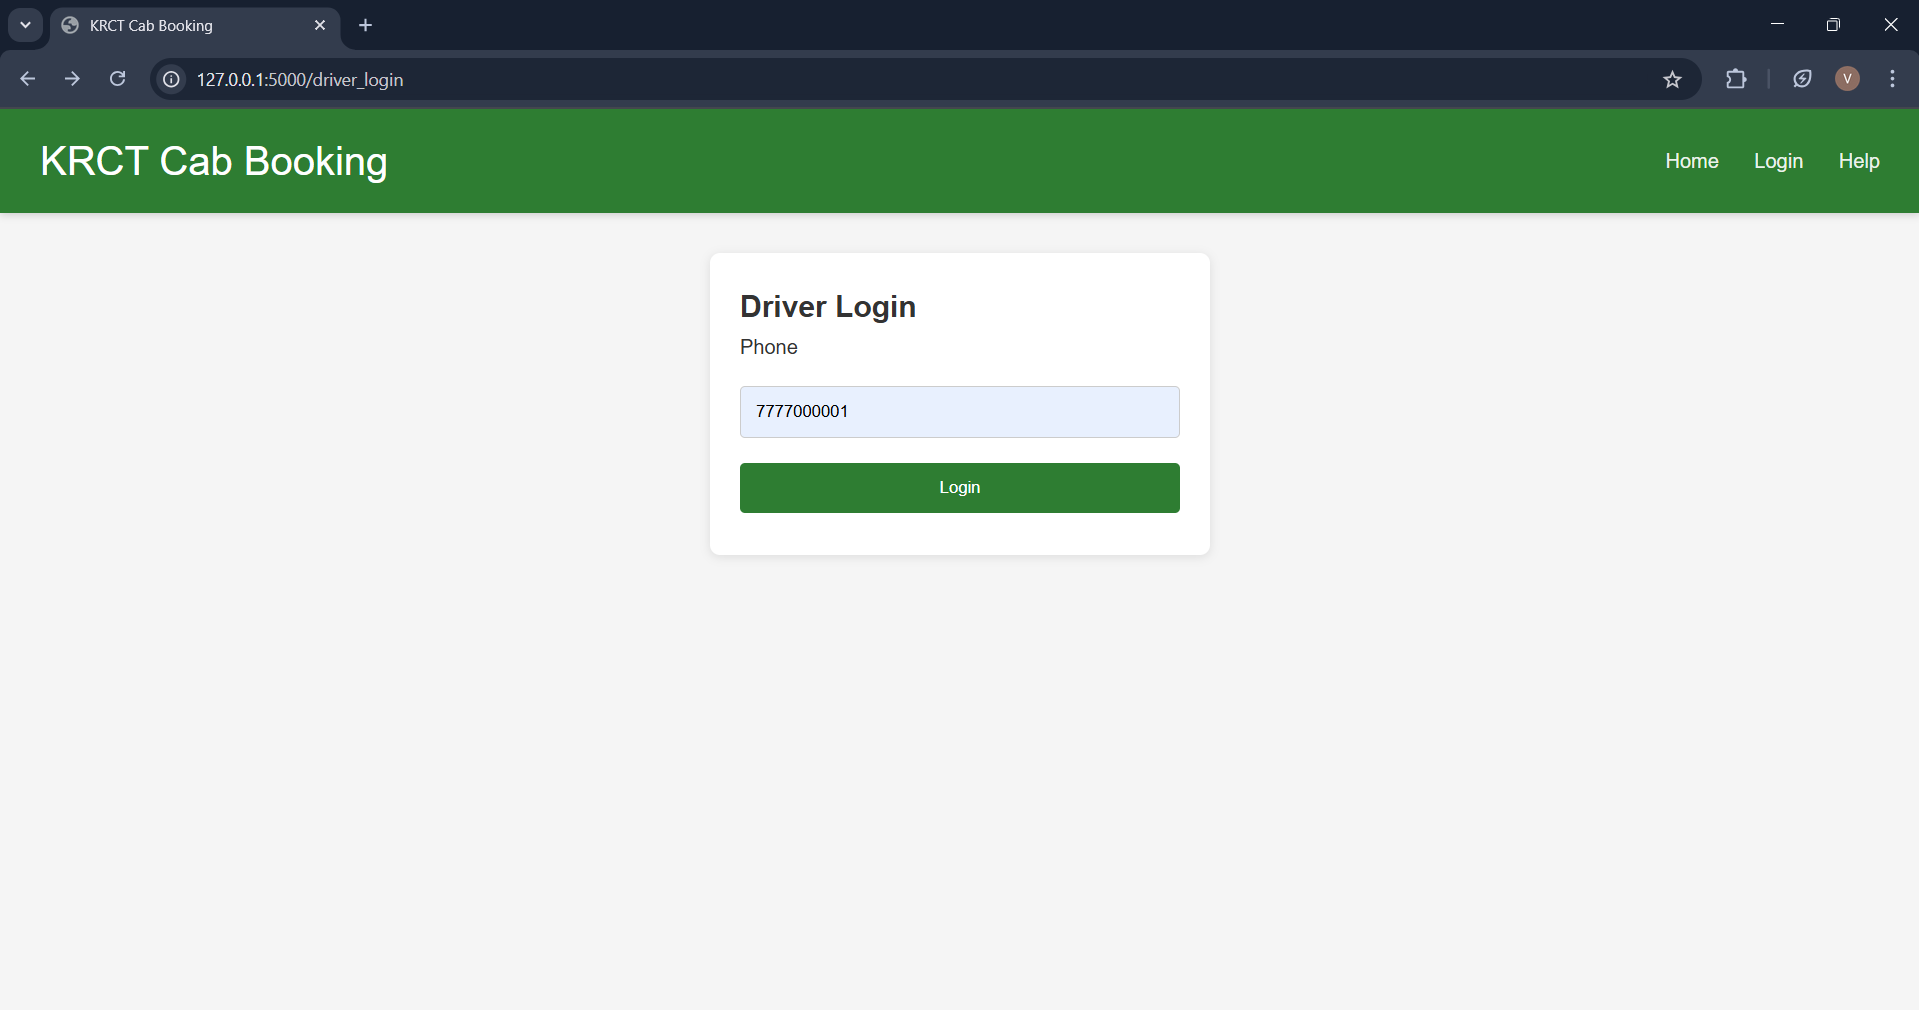 KRCT Cab Booking
127.0.0.1:5000/driver_login
V
KRCT Cab Booking
Home Login Help
Driver Login
Phone
7777000001
Login